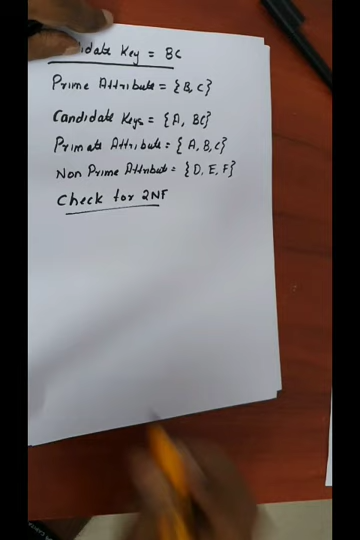 Key = BC
Prime Attribute = {B, C}
Candidate Keys = {A, BC}
Primate Attribute = {A, B, C}
Non Prime Attribute = {D, E, F}
Check for 2NF